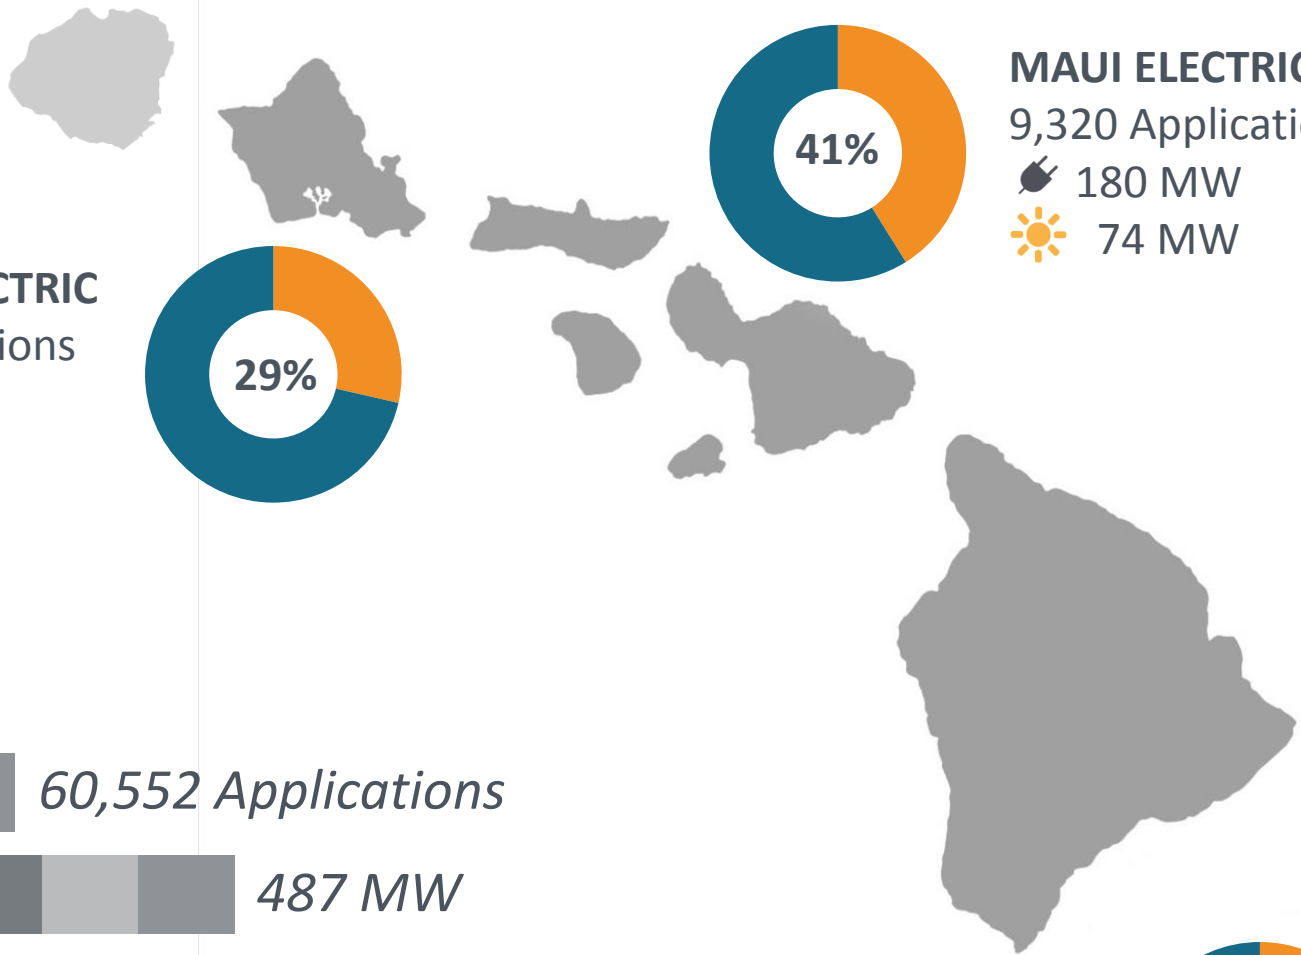 MAUI ELECTRIC
9,320 Applicati
180 MW
74 MW
41%
CTRIC
ions
29%
60,552 Applications
487 MW